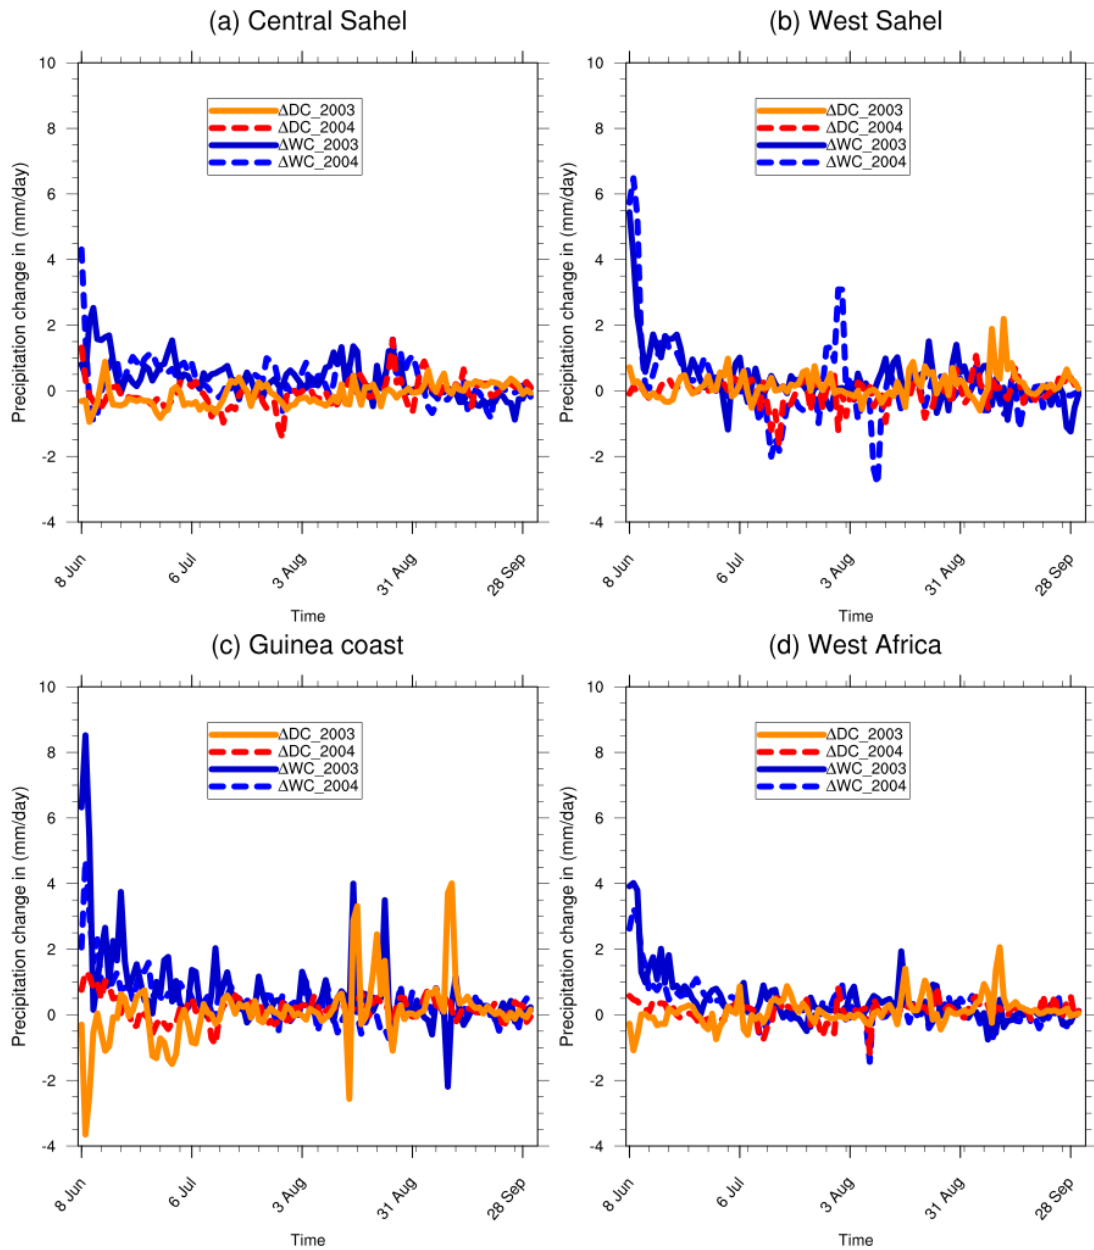 (a) Central Sahel
Precipitation change in (mm/day)
10
8
6
4
2
0
-2
-4
ΔDC_2003
ΔDC_2004
ΔWC_2003
ΔWC_2004
8 Jun
6 Jul
3 Aug
31 Aug
28 Sep
Time
(b) West Sahel
Precipitation change in (mm/day)
10
8
6
4
2
0
-2
-4
ΔDC_2003
ΔDC_2004
ΔWC_2003
ΔWC_2004
8 Jun
6 Jul
3 Aug
31 Aug
28 Sep
Time
(c) Guinea coast
Precipitation change in (mm/day)
10
8
6
4
2
0
-2
-4
ΔDC_2003
ΔDC_2004
ΔWC_2003
ΔWC_2004
8 Jun
6 Jul
3 Aug
31 Aug
28 Sep
Time
(d) West Africa
Precipitation change in (mm/day)
10
8
6
4
2
0
-2
-4
ΔDC_2003
ΔDC_2004
ΔWC_2003
ΔWC_2004
8 Jun
6 Jul
3 Aug
31 Aug
28 Sep
Time